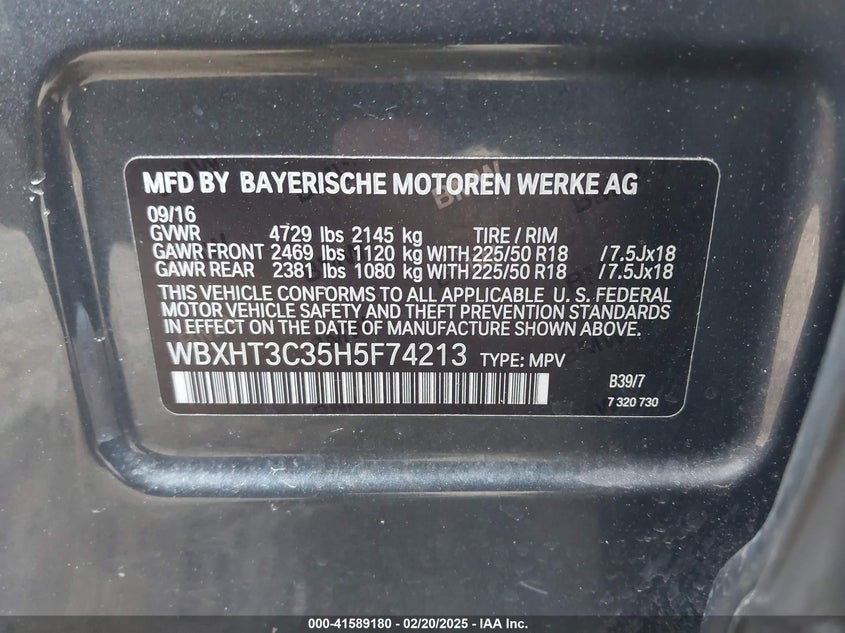 MFD BY BAYERISCHE MOTOREN WERKE AG
09/16
GVWR 4729 lbs 2145 kg TIRE / RIM
GAWR FRONT 2469 lbs 1120 kg WITH 225/50 R18 /7.5Jx18
GAWR REAR 2381 lbs 1080 kg WITH 225/50 R18 /7.5Jx18
THIS VEHICLE CONFORMS TO ALL APPLICABLE U. S. FEDERAL
MOTOR VEHICLE SAFETY AND THEFT PREVENTION STANDARDS
IN EFFECT ON THE DATE OF MANUFACTURE SHOWN ABOVE.
WBXHT3C35H5F74213 TYPE: MPV
B39/7
7 320 730
000-41589180 - 02/20/2025 - IAA Inc.